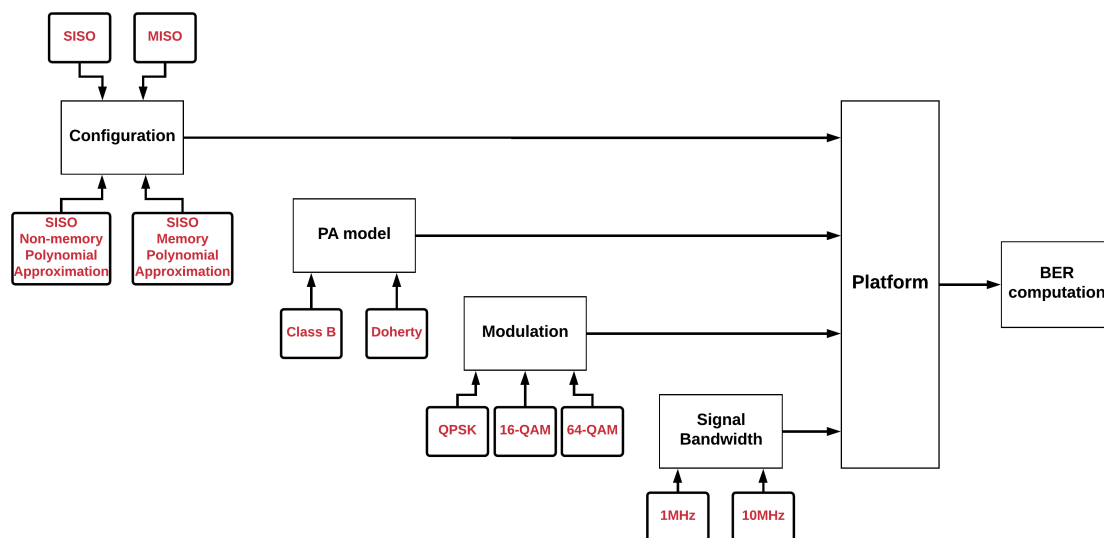 SISO
MISO
Configuration
SISO
Non-memory
Polynomial
Approximation
SISO
Memory
Polynomial
Approximation
PA model
Class B
Doherty
Modulation
QPSK
16-QAM
64-QAM
Signal
Bandwidth
1MHz
10MHz
Platform
BER
computation